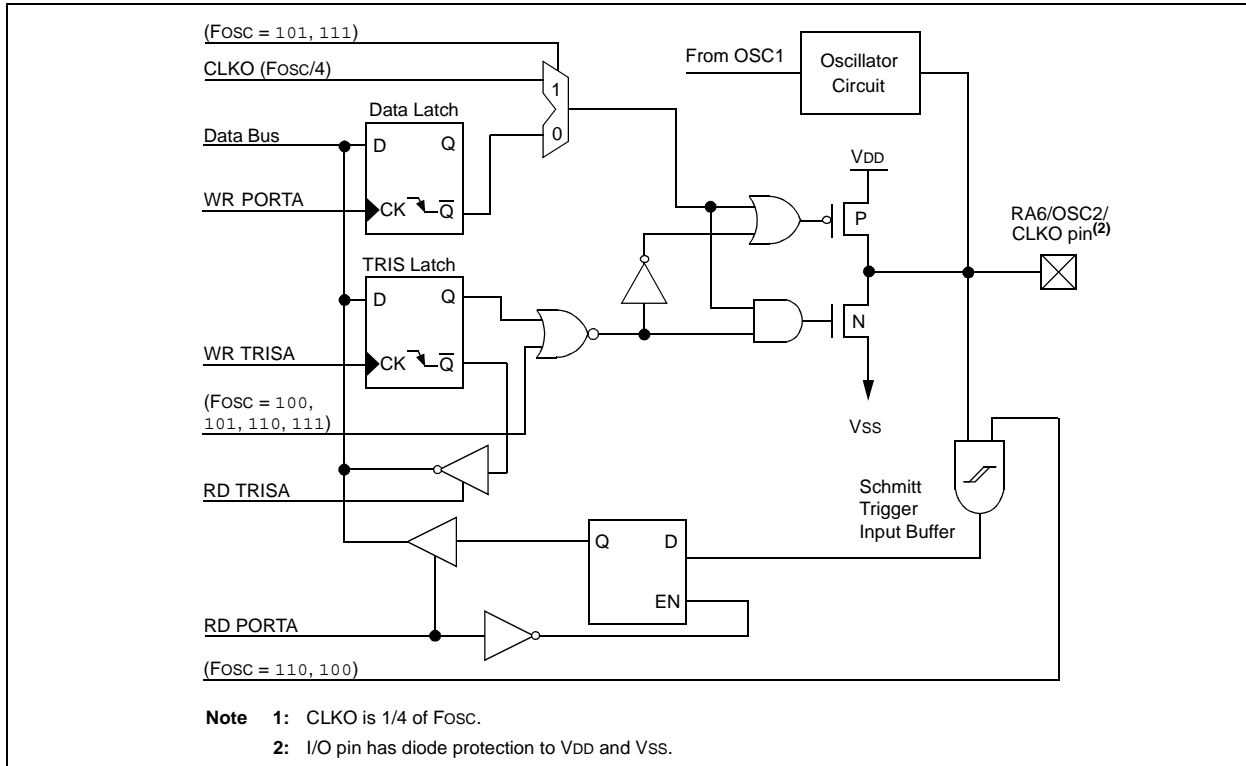 (FOSC = 101, 111)
CLKO (FOSC/4)
From OSC1
Oscillator
Circuit
1
0
Data Latch
Data Bus
D
Q
WR PORTA
CK
Q̅
VDD
P
RA6/OSC2/
CLKO pin(2)
TRIS Latch
D
Q
N
WR TRISA
CK
Q̅
VSS
(FOSC = 100,
101, 110, 111)
RD TRISA
Schmitt
Trigger
Input Buffer
Q
D
EN
RD PORTA
(FOSC = 110, 100)
Note 1: CLKO is 1/4 of FOSC.
2: I/O pin has diode protection to VDD and VSS.